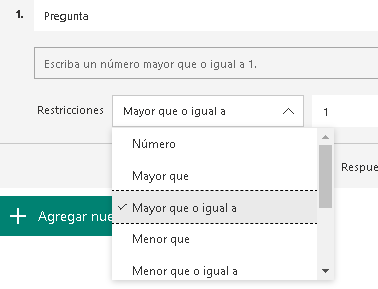 1. Pregunta
Escriba un número mayor que o igual a 1.
Restricciones Mayor que o igual a 1
Número
Mayor que
Respue
Mayor que o igual a
Agregar nue
Menor que
Menor que o igual a